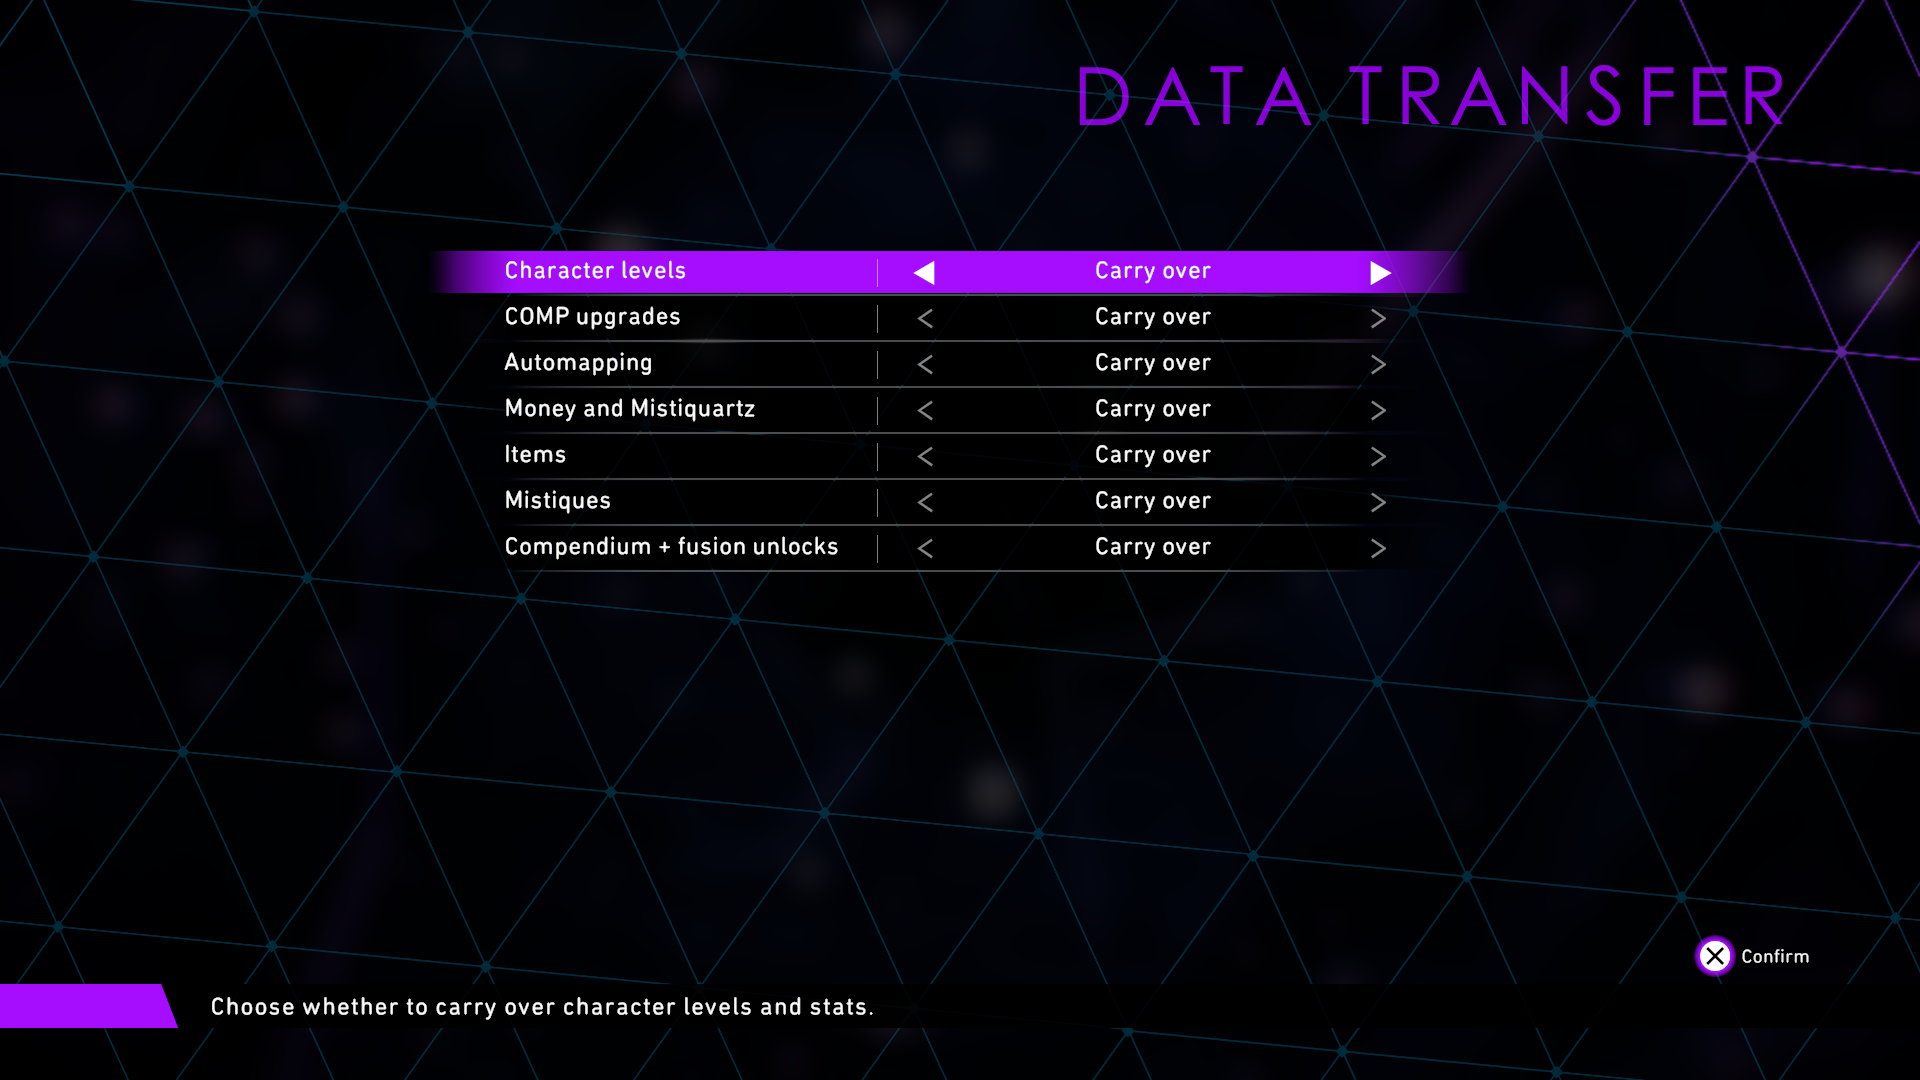 DATA TRANSFER
Character levels Carry over
COMP upgrades < Carry over >
Automapping < Carry over >
Money and Mistiquartz < Carry over >
Items < Carry over >
Mistiques < Carry over >
Compendium + fusion unlocks < Carry over >
Confirm
Choose whether to carry over character levels and stats.